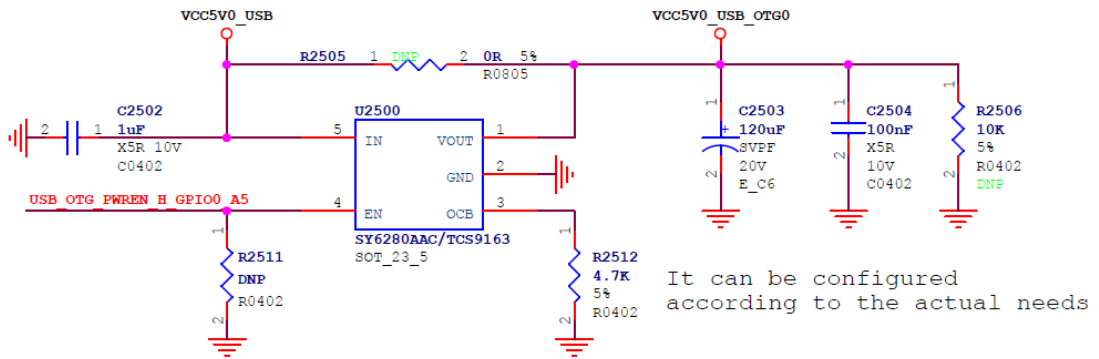 VCC5V0_USB
VCC5V0_USB_OTG0
R2505 1 DNP 2 0R 5%
R0805
C2502
2 1 1uF
X5R 10V
C0402
U2500
5 IN VOUT 1
GND 2
USB_OTG_PWREN_H_GPIO0_A5 4 EN OCB 3
SY6280AAC/TCS9163
SOT_23_5
1
R2511
DNP
R0402
2
1
R2512
4.7K
5%
R0402
2
1
C2503
+ 120uF
SVPF
20V
2
E_C6
1
C2504
100nF
X5R
10V
2
C0402
1
R2506
10K
5%
R0402
2
DNP
It can be configured
according to the actual needs